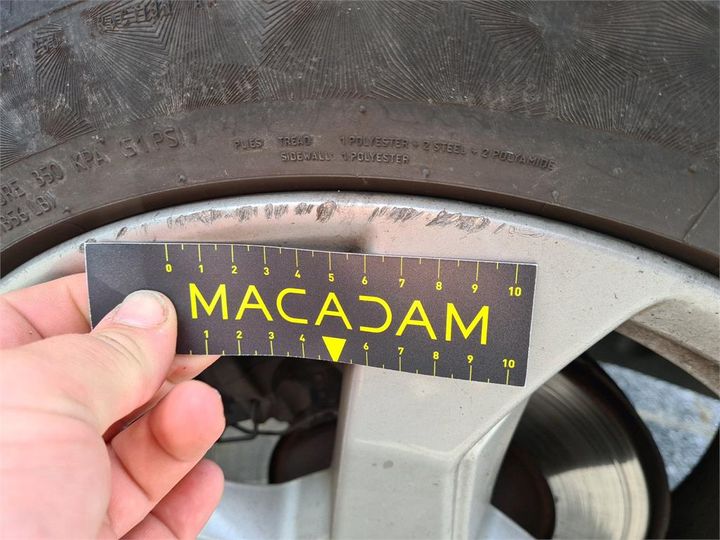 PLIES: TREAD: 1 POLYESTER + 2 STEEL + 2 POLYAMIDE
SIDEWALL: 1 POLYESTER
350 KPA (51 PSI)
0 1 2 3 4 5 6 7 8 9 10
MACADAM
1 2 3 4 6 7 8 9 10